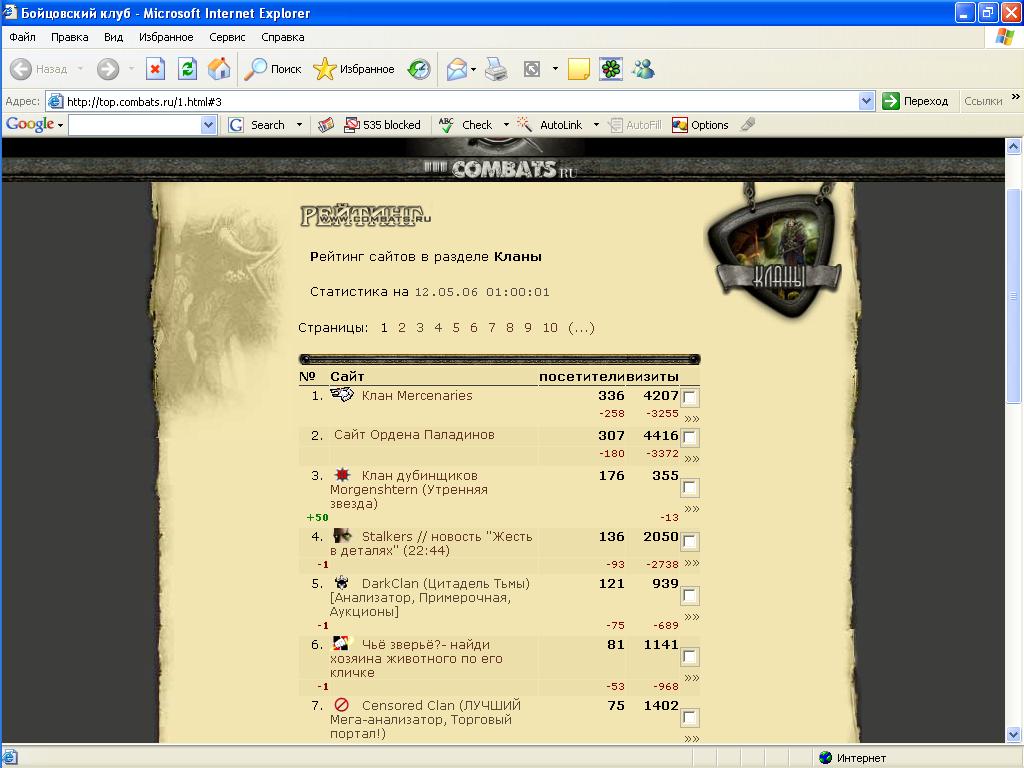 Бойцовский клуб - Microsoft Internet Explorer
Файл Правка Вид Избранное Сервис Справка
Назад Поиск Избранное
Адрес: http://top.combats.ru/1.html#3 Переход Ссылки »
Google Search 535 blocked ABC Check AutoLink AutoFill Options
COMBATS RU
РЕЙТИНГ
WWW.COMBATS.RU
КЛАНЫ
Рейтинг сайтов в разделе Кланы
Статистика на 12.05.06 01:00:01
Страницы: 1 2 3 4 5 6 7 8 9 10 (...)
№ Сайт посетители визиты
1. Клан Mercenaries 336 4207
-258 -3255 »»
2. Сайт Ордена Паладинов 307 4416
-180 -3372 »»
3. Клан дубинщиков 176 355
Morgenshtern (Утренняя
звезда) »»
+50 -13
4. Stalkers // новость "Жесть 136 2050
в деталях" (22:44)
-1 -93 -2738 »»
5. DarkClan (Цитадель Тьмы) 121 939
[Анализатор, Примерочная,
Аукционы] »»
-1 -75 -689
6. Чьё зверьё?- найди 81 1141
хозяина животного по его
кличке »»
-1 -53 -968
7. Censored Clan (ЛУЧШИЙ 75 1402
Мега-анализатор, Торговый
портал!) »»
Интернет